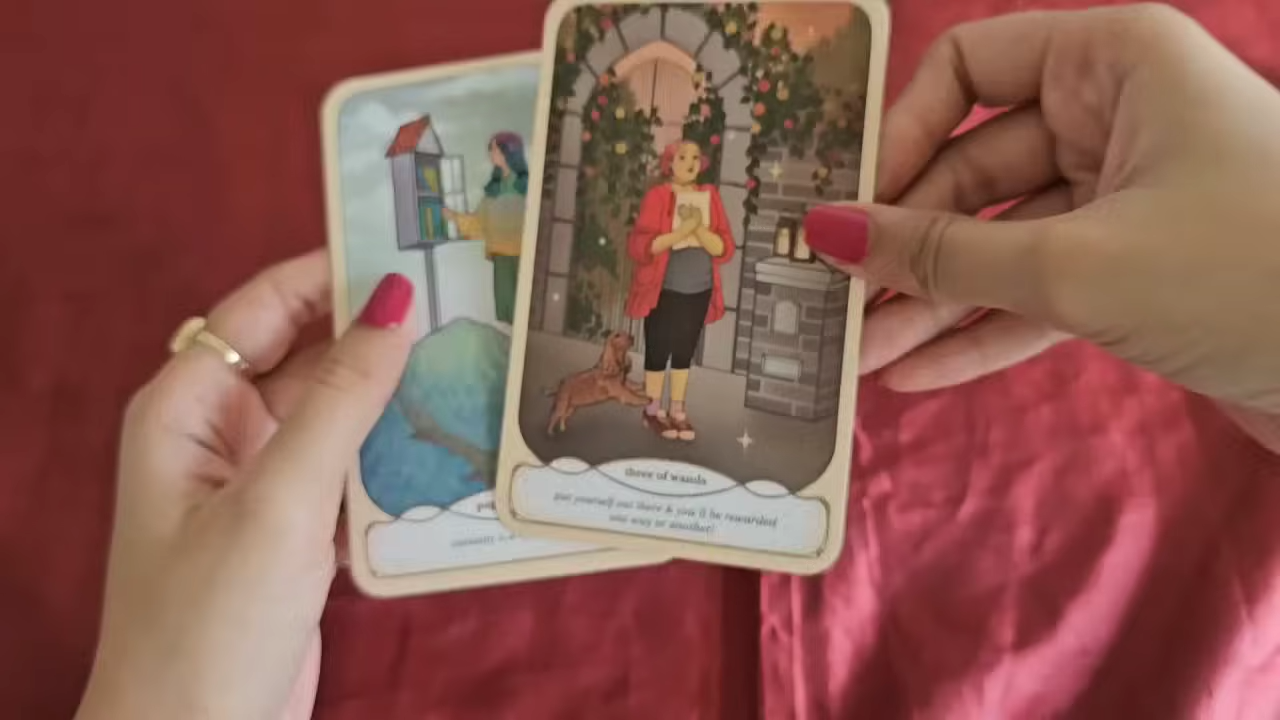 three of wands
put yourself out there & you'll be rewarded
one way or another!